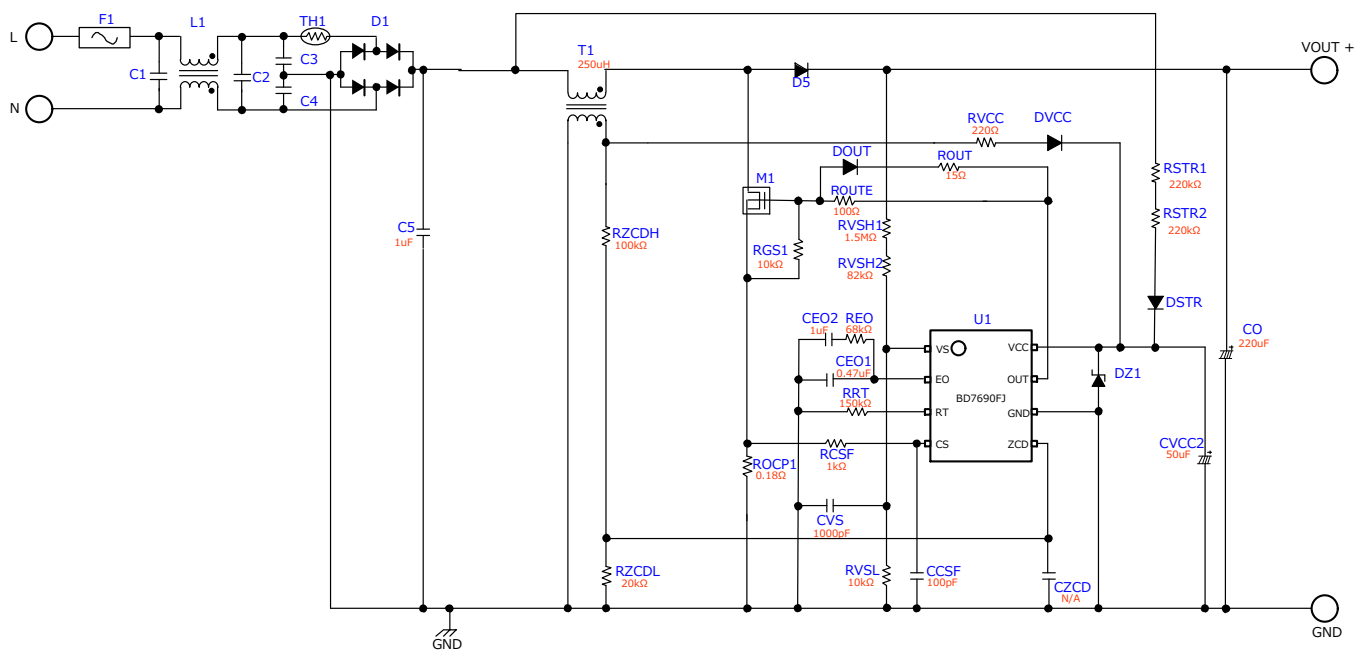 F1
L1
TH1
D1
L
C1
C2
C3
C4
N
T1
250uH
D5
VOUT +
RVCC
220Ω
DVCC
DOUT
ROUT
15Ω
M1
ROUTE
100Ω
RSTR1
220kΩ
RSTR2
220kΩ
C5
1uF
RZCDH
100kΩ
RGS1
10kΩ
RVSH1
1.5MΩ
RVSH2
82kΩ
DSTR
CEO2
1uF
REO
68kΩ
U1
CO
220uF
VS
VCC
CEO1
0.47uF
EO
OUT
DZ1
RRT
150kΩ
BD7690FJ
RT
GND
CS
ZCD
RCSF
1kΩ
ROCP1
0.18Ω
CVCC2
50uF
CVS
1000pF
RZCDL
20kΩ
RVSL
10kΩ
CCSF
100pF
CZCD
N/A
GND
GND